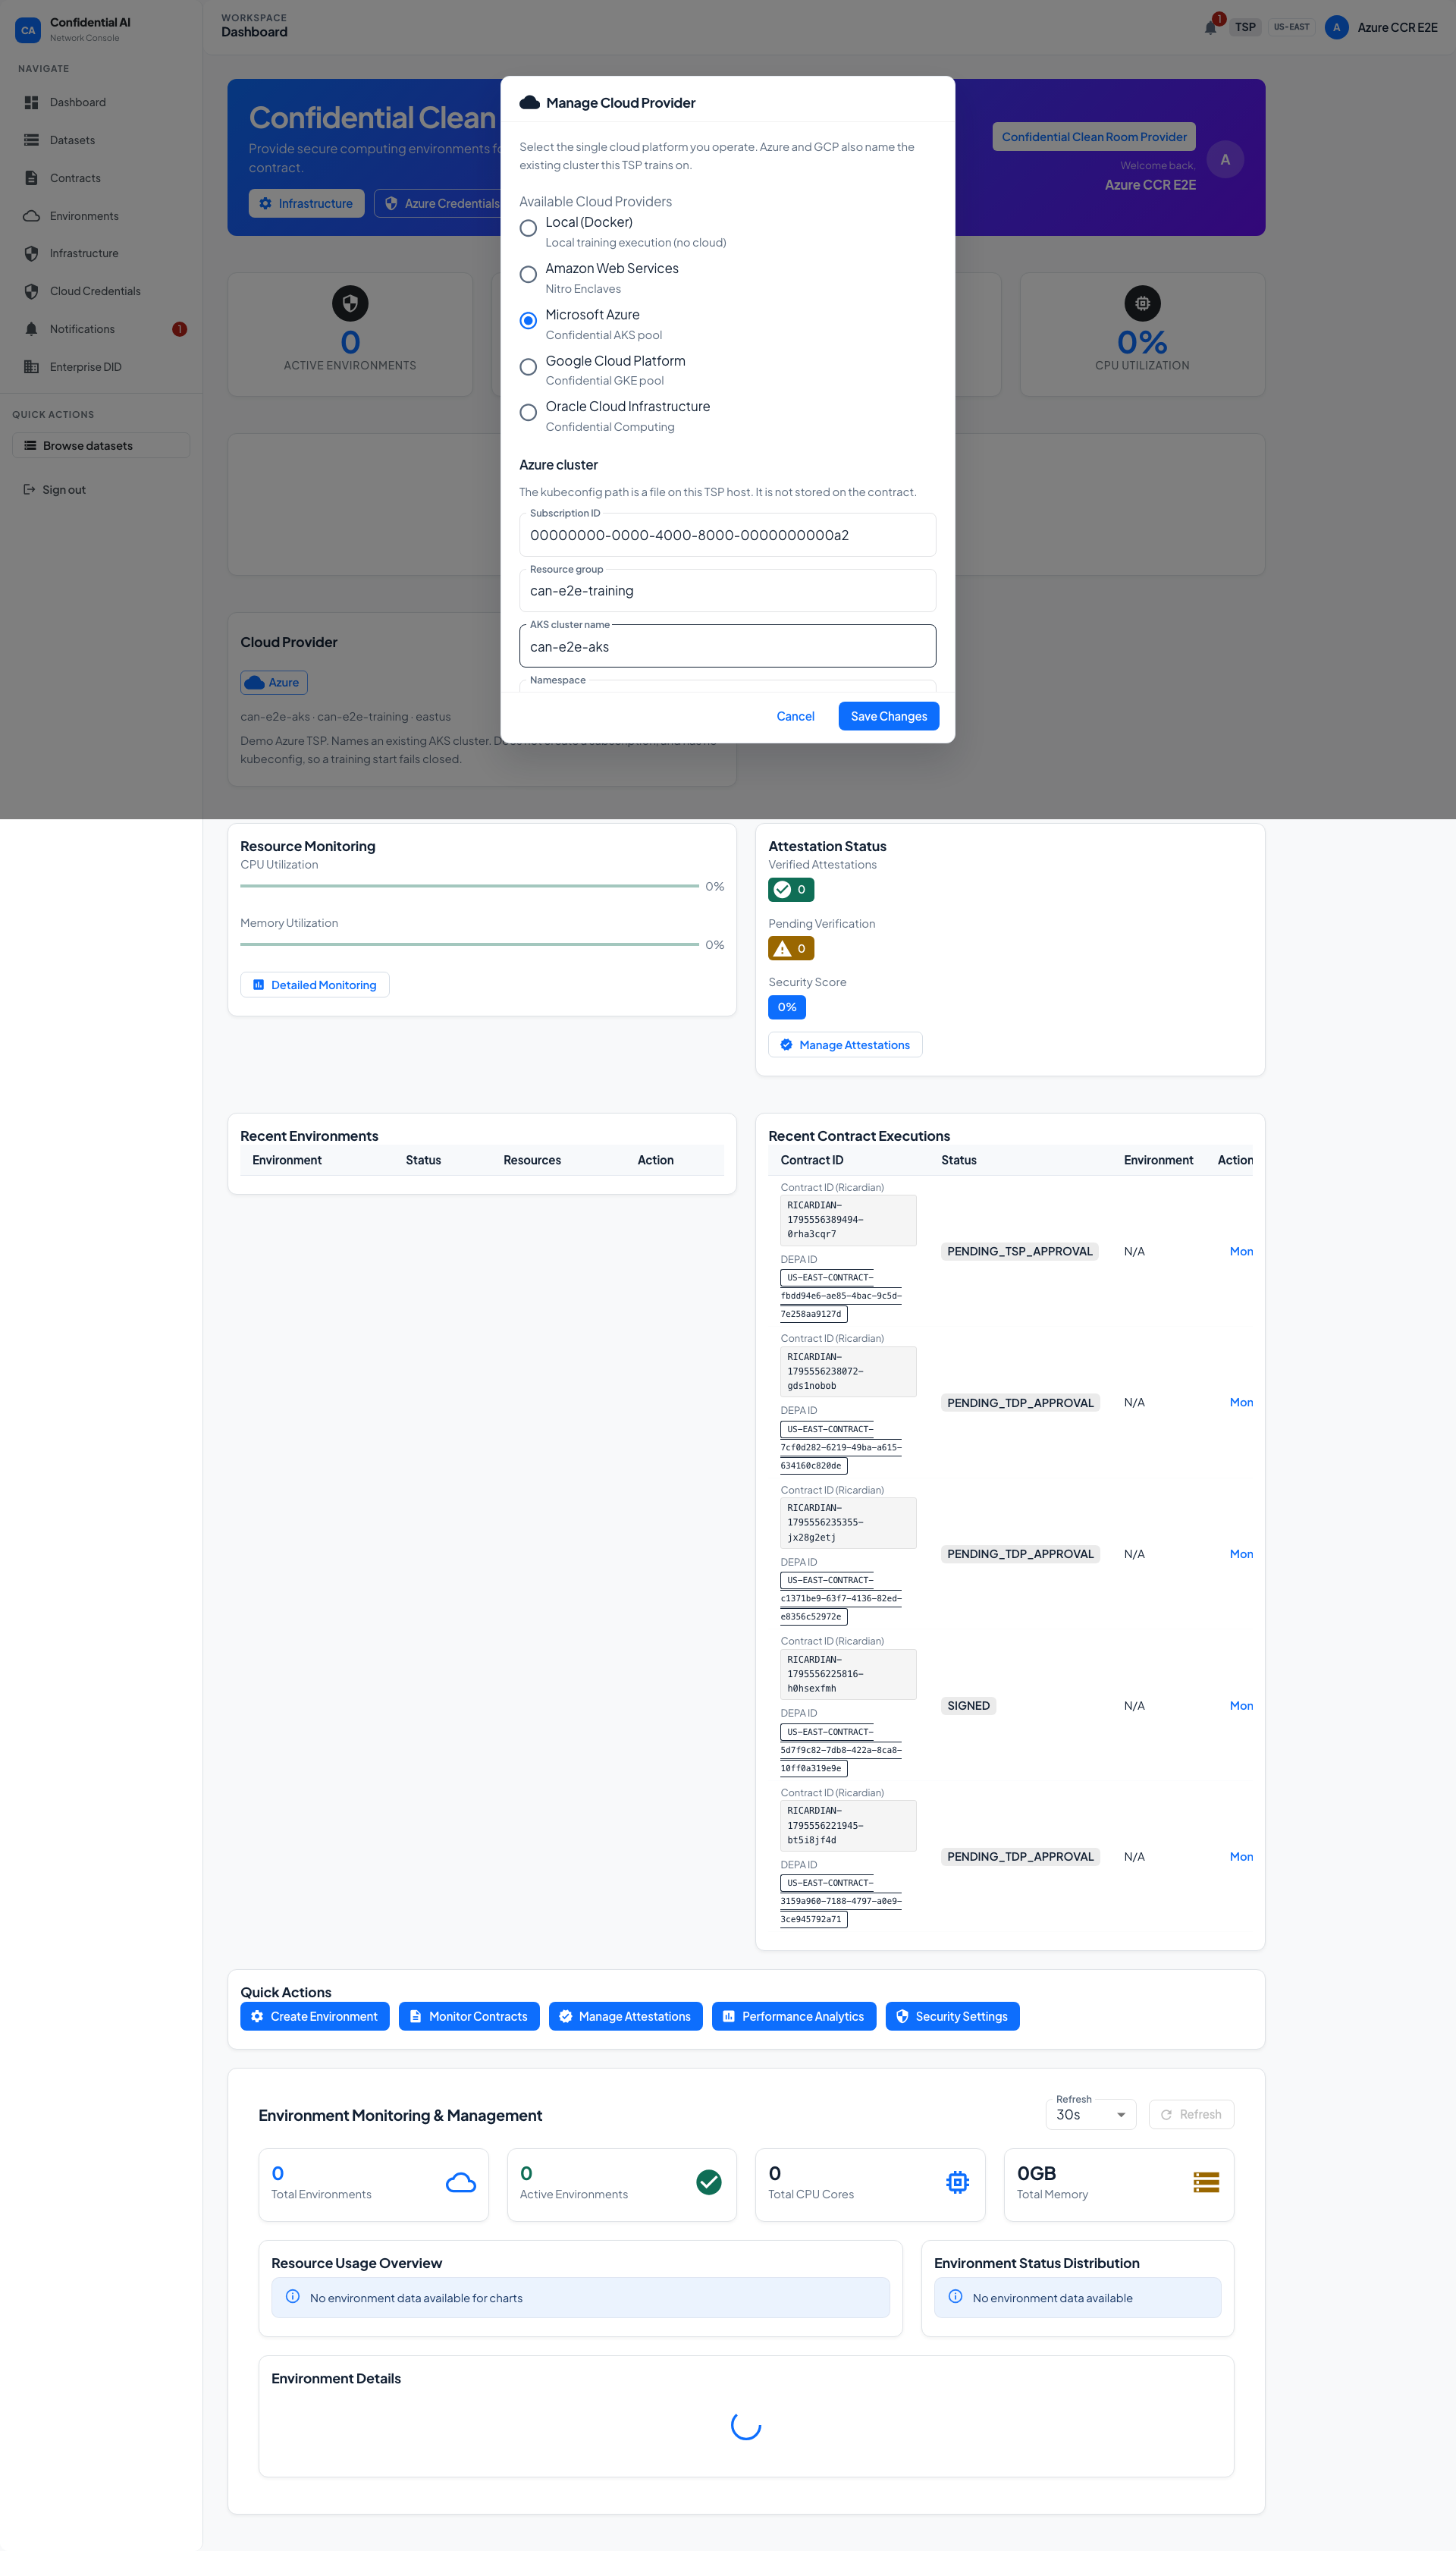 CA
Confidential AI
Network Console
NAVIGATE
Dashboard
Datasets
Contracts
Environments
Infrastructure
Cloud Credentials
Notifications
1
Enterprise DID
QUICK ACTIONS
Browse datasets
Sign out
WORKSPACE
Dashboard
1
TSP
US-EAST
A
Azure CCR E2E
Confidential Clean
Provide secure computing environments fo
contract.
Infrastructure
Azure Credentials
Confidential Clean Room Provider
Welcome back,
Azure CCR E2E
A
0
ACTIVE ENVIRONMENTS
0%
CPU UTILIZATION
Cloud Provider
Azure
can-e2e-aks · can-e2e-training · eastus
Demo Azure TSP. Names an existing AKS cluster.
kubeconfig, so a training start fails closed.
Manage Cloud Provider
Select the single cloud platform you operate. Azure and GCP also name the
existing cluster this TSP trains on.
Available Cloud Providers
Local (Docker)
Local training execution (no cloud)
Amazon Web Services
Nitro Enclaves
Microsoft Azure
Confidential AKS pool
Google Cloud Platform
Confidential GKE pool
Oracle Cloud Infrastructure
Confidential Computing
Azure cluster
The kubeconfig path is a file on this TSP host. It is not stored on the contract.
Subscription ID
00000000-0000-4000-8000-0000000000a2
Resource group
can-e2e-training
AKS cluster name
can-e2e-aks
Namespace
Cancel
Save Changes
Resource Monitoring
CPU Utilization
0%
Memory Utilization
0%
Detailed Monitoring
Attestation Status
Verified Attestations
0
Pending Verification
0
Security Score
0%
Manage Attestations
Recent Environments
Environment Status Resources Action
Recent Contract Executions
Contract ID Status Environment Action
Contract ID (Ricardian)
RICARDIAN-
1795556389494-
0rha3cqr7
DEPA ID
US-EAST-CONTRACT-
fbdd94e6-ae85-4bac-9c5d-
7e258aa9127d
PENDING_TSP_APPROVAL
N/A
Mon
Contract ID (Ricardian)
RICARDIAN-
1795556238072-
gds1nobob
DEPA ID
US-EAST-CONTRACT-
7cf0d282-6219-49ba-a615-
634160c820de
PENDING_TDP_APPROVAL
N/A
Mon
Contract ID (Ricardian)
RICARDIAN-
1795556235355-
jx28g2etj
DEPA ID
US-EAST-CONTRACT-
c1371be9-63f7-4136-82ed-
e8356c52972e
PENDING_TDP_APPROVAL
N/A
Mon
Contract ID (Ricardian)
RICARDIAN-
1795556225816-
h0hsexfmh
DEPA ID
US-EAST-CONTRACT-
5d7f9c82-7db8-422a-8ca8-
10ff0a319e9e
SIGNED
N/A
Mon
Contract ID (Ricardian)
RICARDIAN-
1795556221945-
bt5i8jf4d
DEPA ID
US-EAST-CONTRACT-
3159a960-7188-4797-a0e9-
3ce945792a71
PENDING_TDP_APPROVAL
N/A
Mon
Quick Actions
Create Environment
Monitor Contracts
Manage Attestations
Performance Analytics
Security Settings
Environment Monitoring & Management
Refresh
30s
Refresh
0
Total Environments
0
Active Environments
0
Total CPU Cores
0GB
Total Memory
Resource Usage Overview
No environment data available for charts
Environment Status Distribution
No environment data available
Environment Details